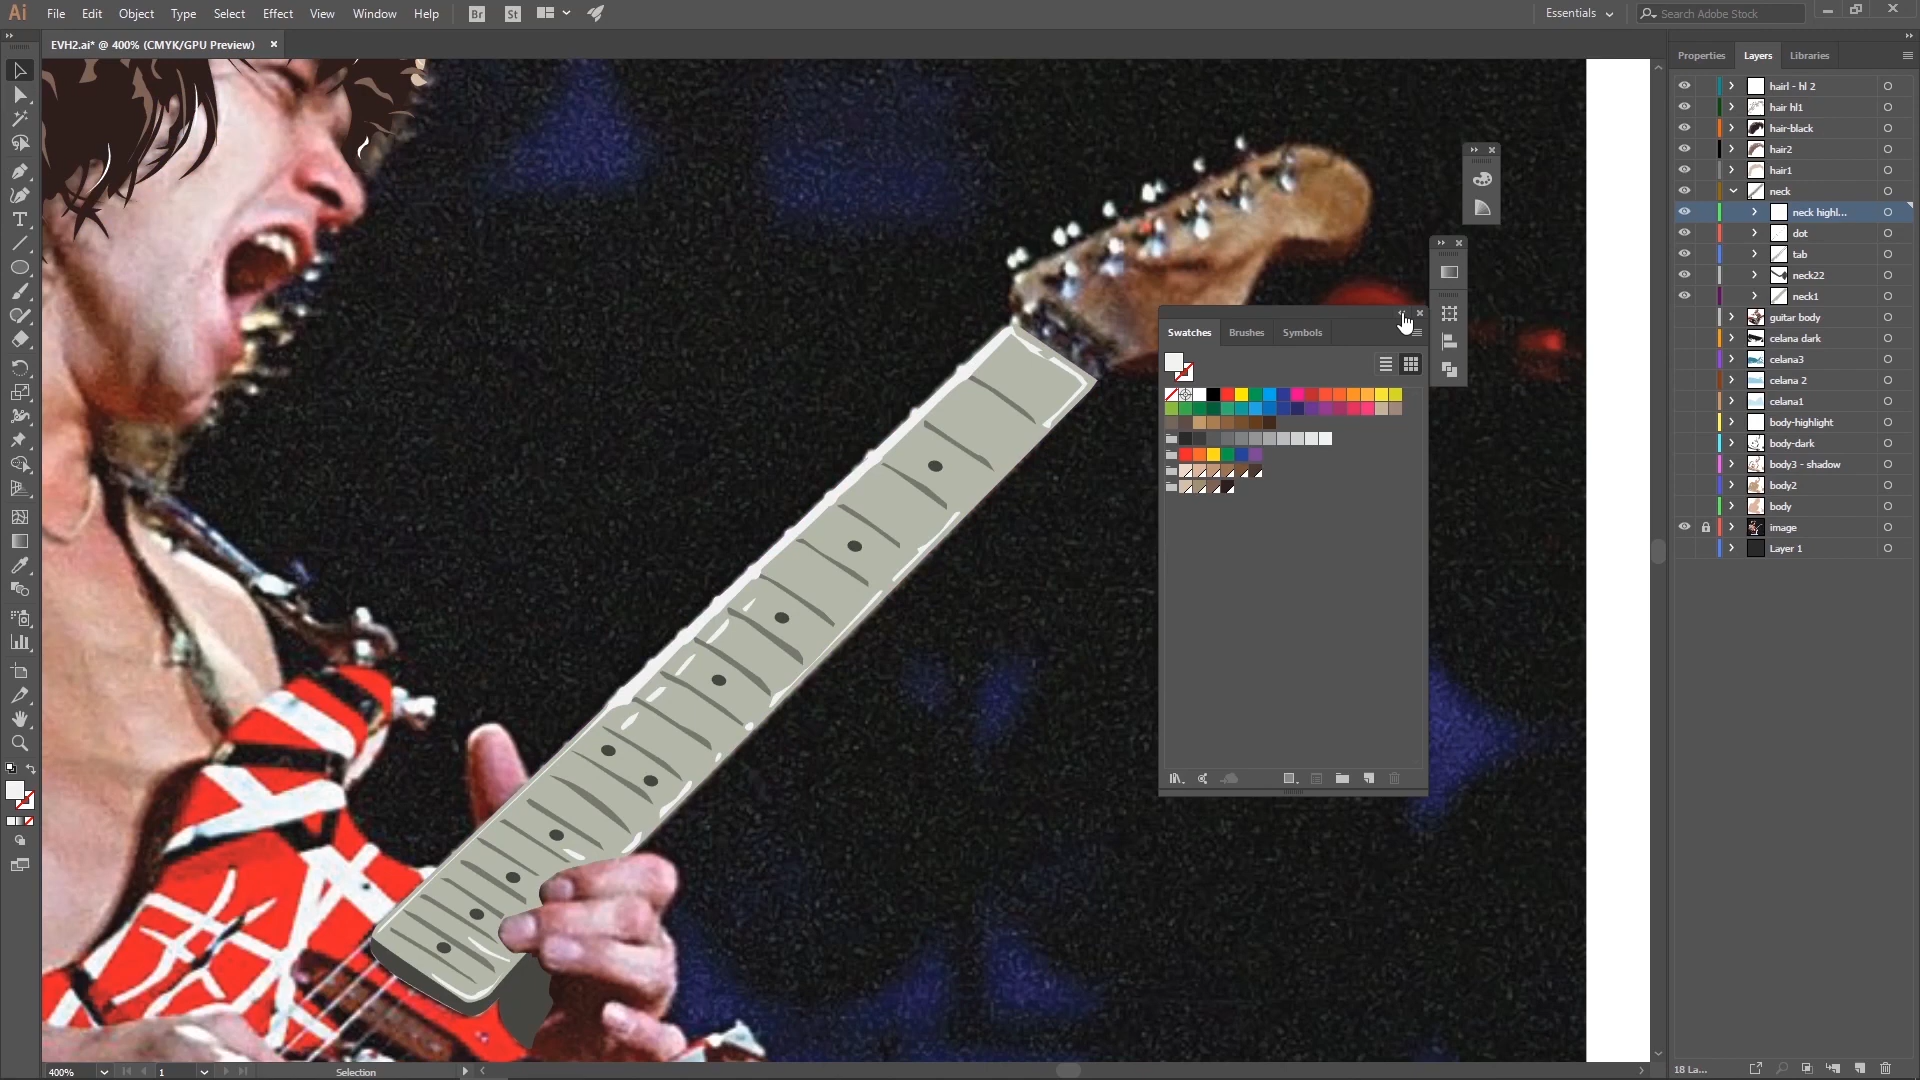 Ai File Edit Object Type Select Effect View Window Help Br St Essentials Search Adobe Stock
EVH2.ai* @ 400% (CMYK/GPU Preview)
Properties Layers Libraries
hairl - hl 2
hair hl1
hair-black
hair2
hair1
neck
neck highl...
dot
tab
neck22
neck1
guitar body
celana dark
celana3
celana 2
celana1
body-highlight
body-dark
body3 - shadow
body2
body
image
Layer 1
Swatches Brushes Symbols
400% 1 Selection
18 La...